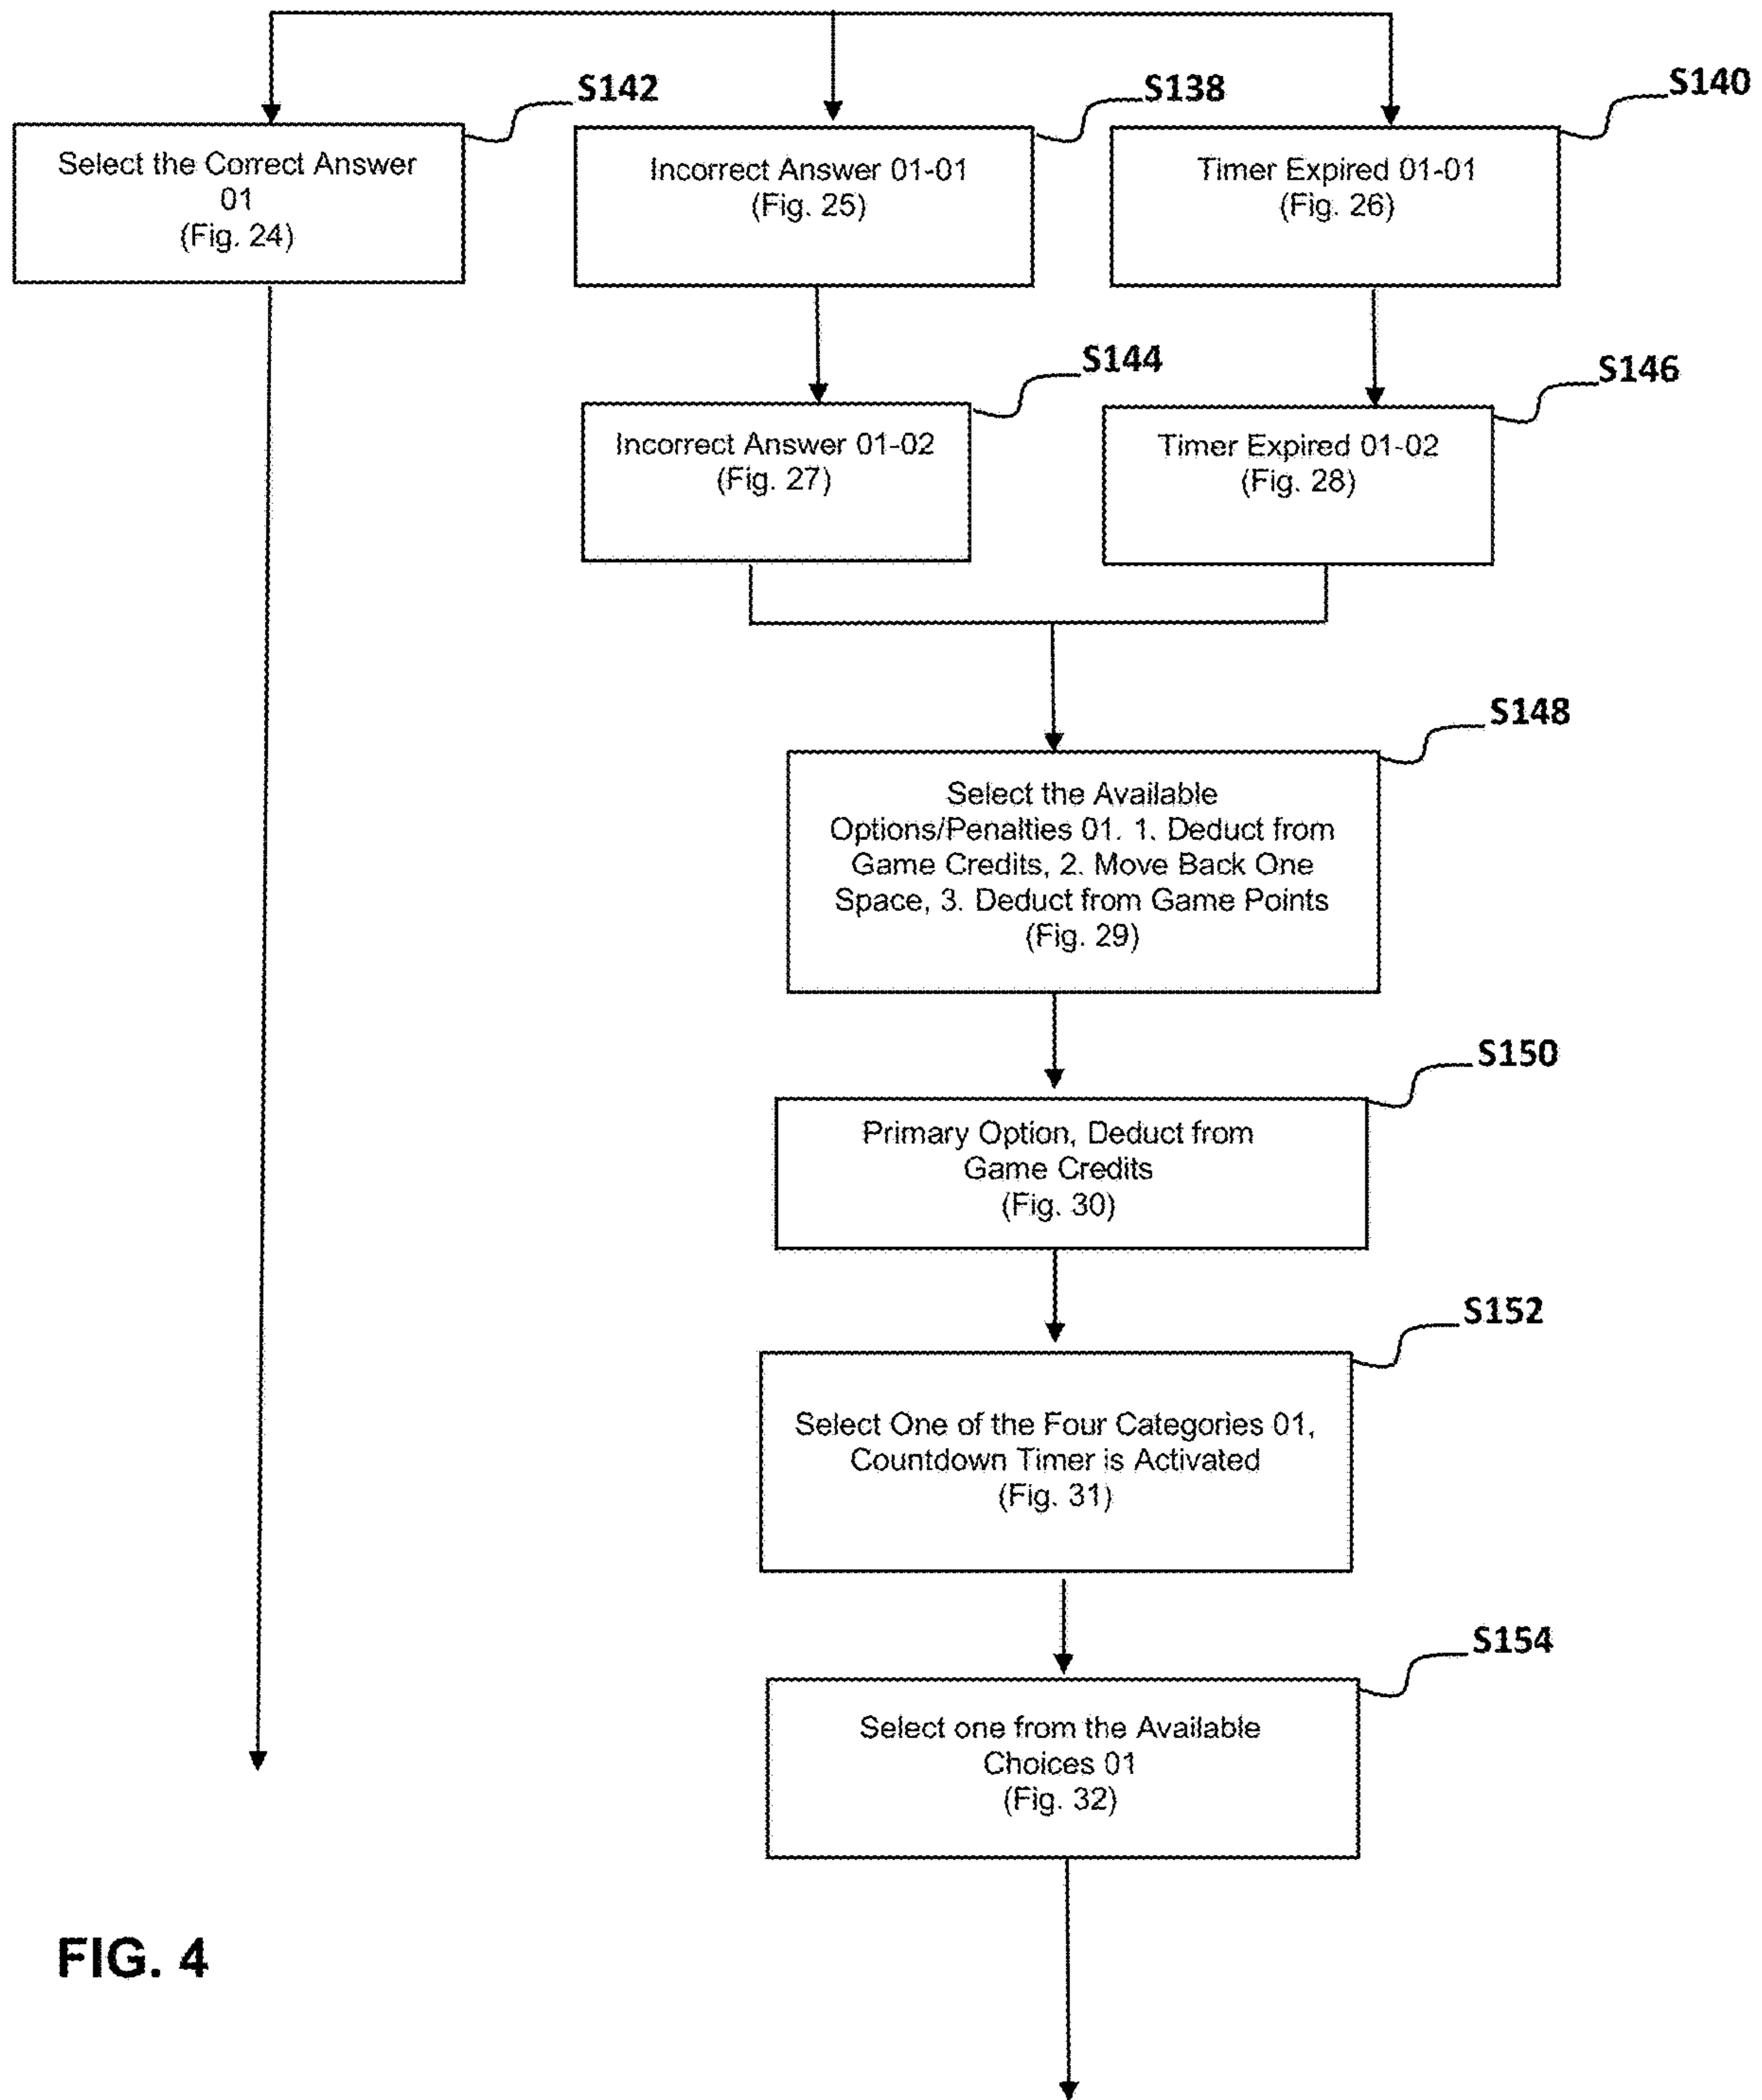 S142
S138
S140
Select the Correct Answer
01
(Fig. 24)
Incorrect Answer 01-01
(Fig. 25)
Timer Expired 01-01
(Fig. 26)
S144
S146
Incorrect Answer 01-02
(Fig. 27)
Timer Expired 01-02
(Fig. 28)
S148
Select the Available
Options/Penalties 01. 1. Deduct from
Game Credits, 2. Move Back One
Space, 3. Deduct from Game Points
(Fig. 29)
S150
Primary Option, Deduct from
Game Credits
(Fig. 30)
S152
Select One of the Four Categories 01,
Countdown Timer is Activated
(Fig. 31)
S154
Select one from the Available
Choices 01
(Fig. 32)
FIG. 4